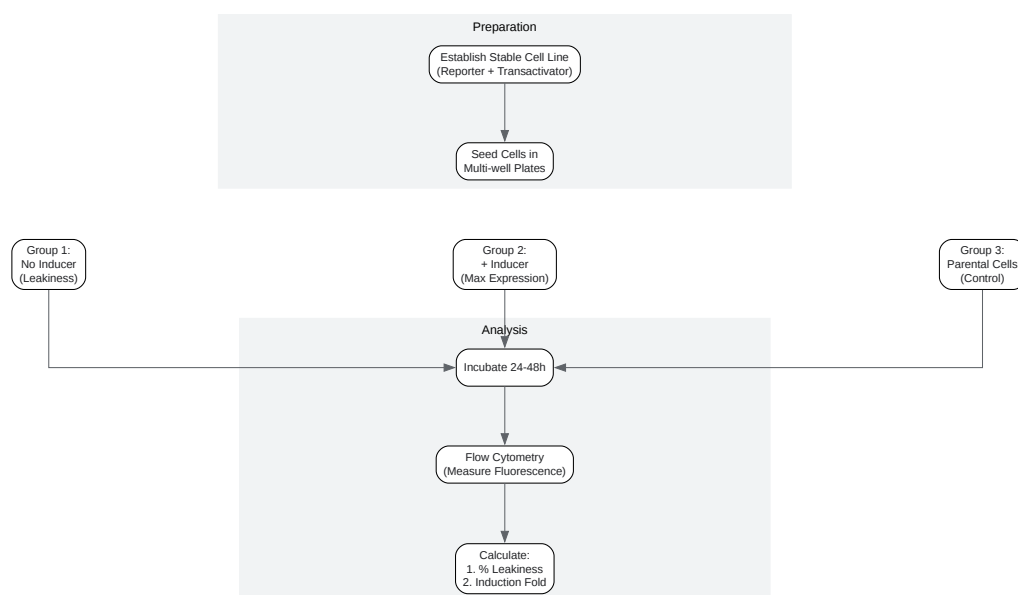 Preparation
Establish Stable Cell Line
(Reporter + Transactivator)
Seed Cells in
Multi-well Plates
Group 1:
No Inducer
(Leakiness)
Group 2:
+ Inducer
(Max Expression)
Group 3:
Parental Cells
(Control)
Analysis
Incubate 24-48h
Flow Cytometry
(Measure Fluorescence)
Calculate:
1. % Leakiness
2. Induction Fold